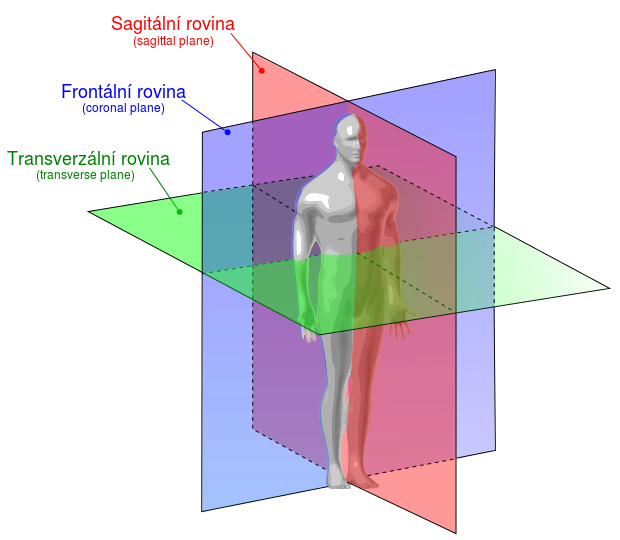 Sagitální rovina
(sagittal plane)
Frontální rovina
(coronal plane)
Transverzální rovina
(transverse plane)